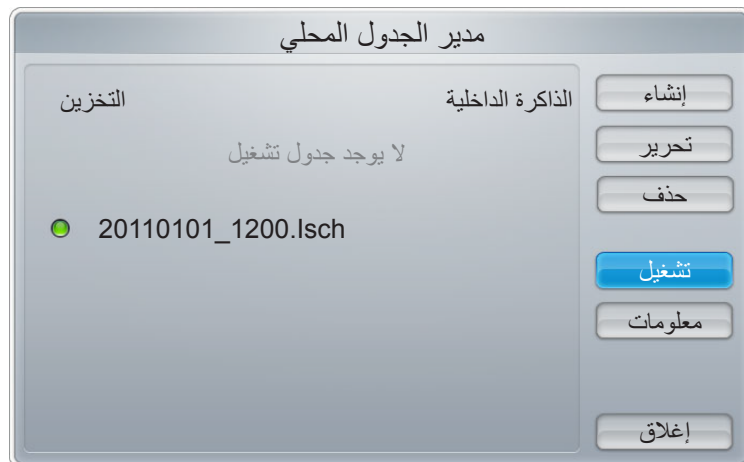 مدير الجدول المحلي
التخزين
الذاكرة الداخلية
لا يوجد جدول تشغيل
20110101_1200.lsch
إنشاء
تحرير
حذف
تشغيل
معلومات
إغلاق